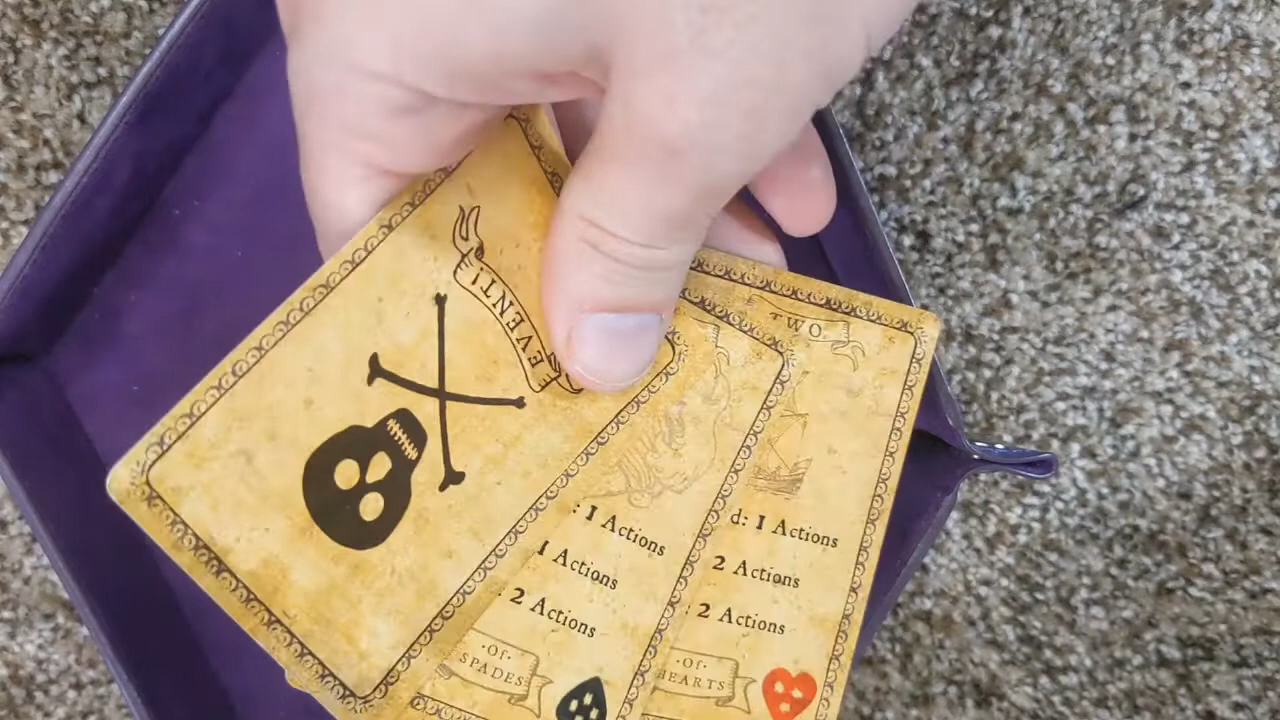 EVENT!
: 1 Actions
1 Actions
: 2 Actions
·Of·
SPADES
TWO
d: 1 Actions
2 Actions
: 2 Actions
·Of·
HEARTS